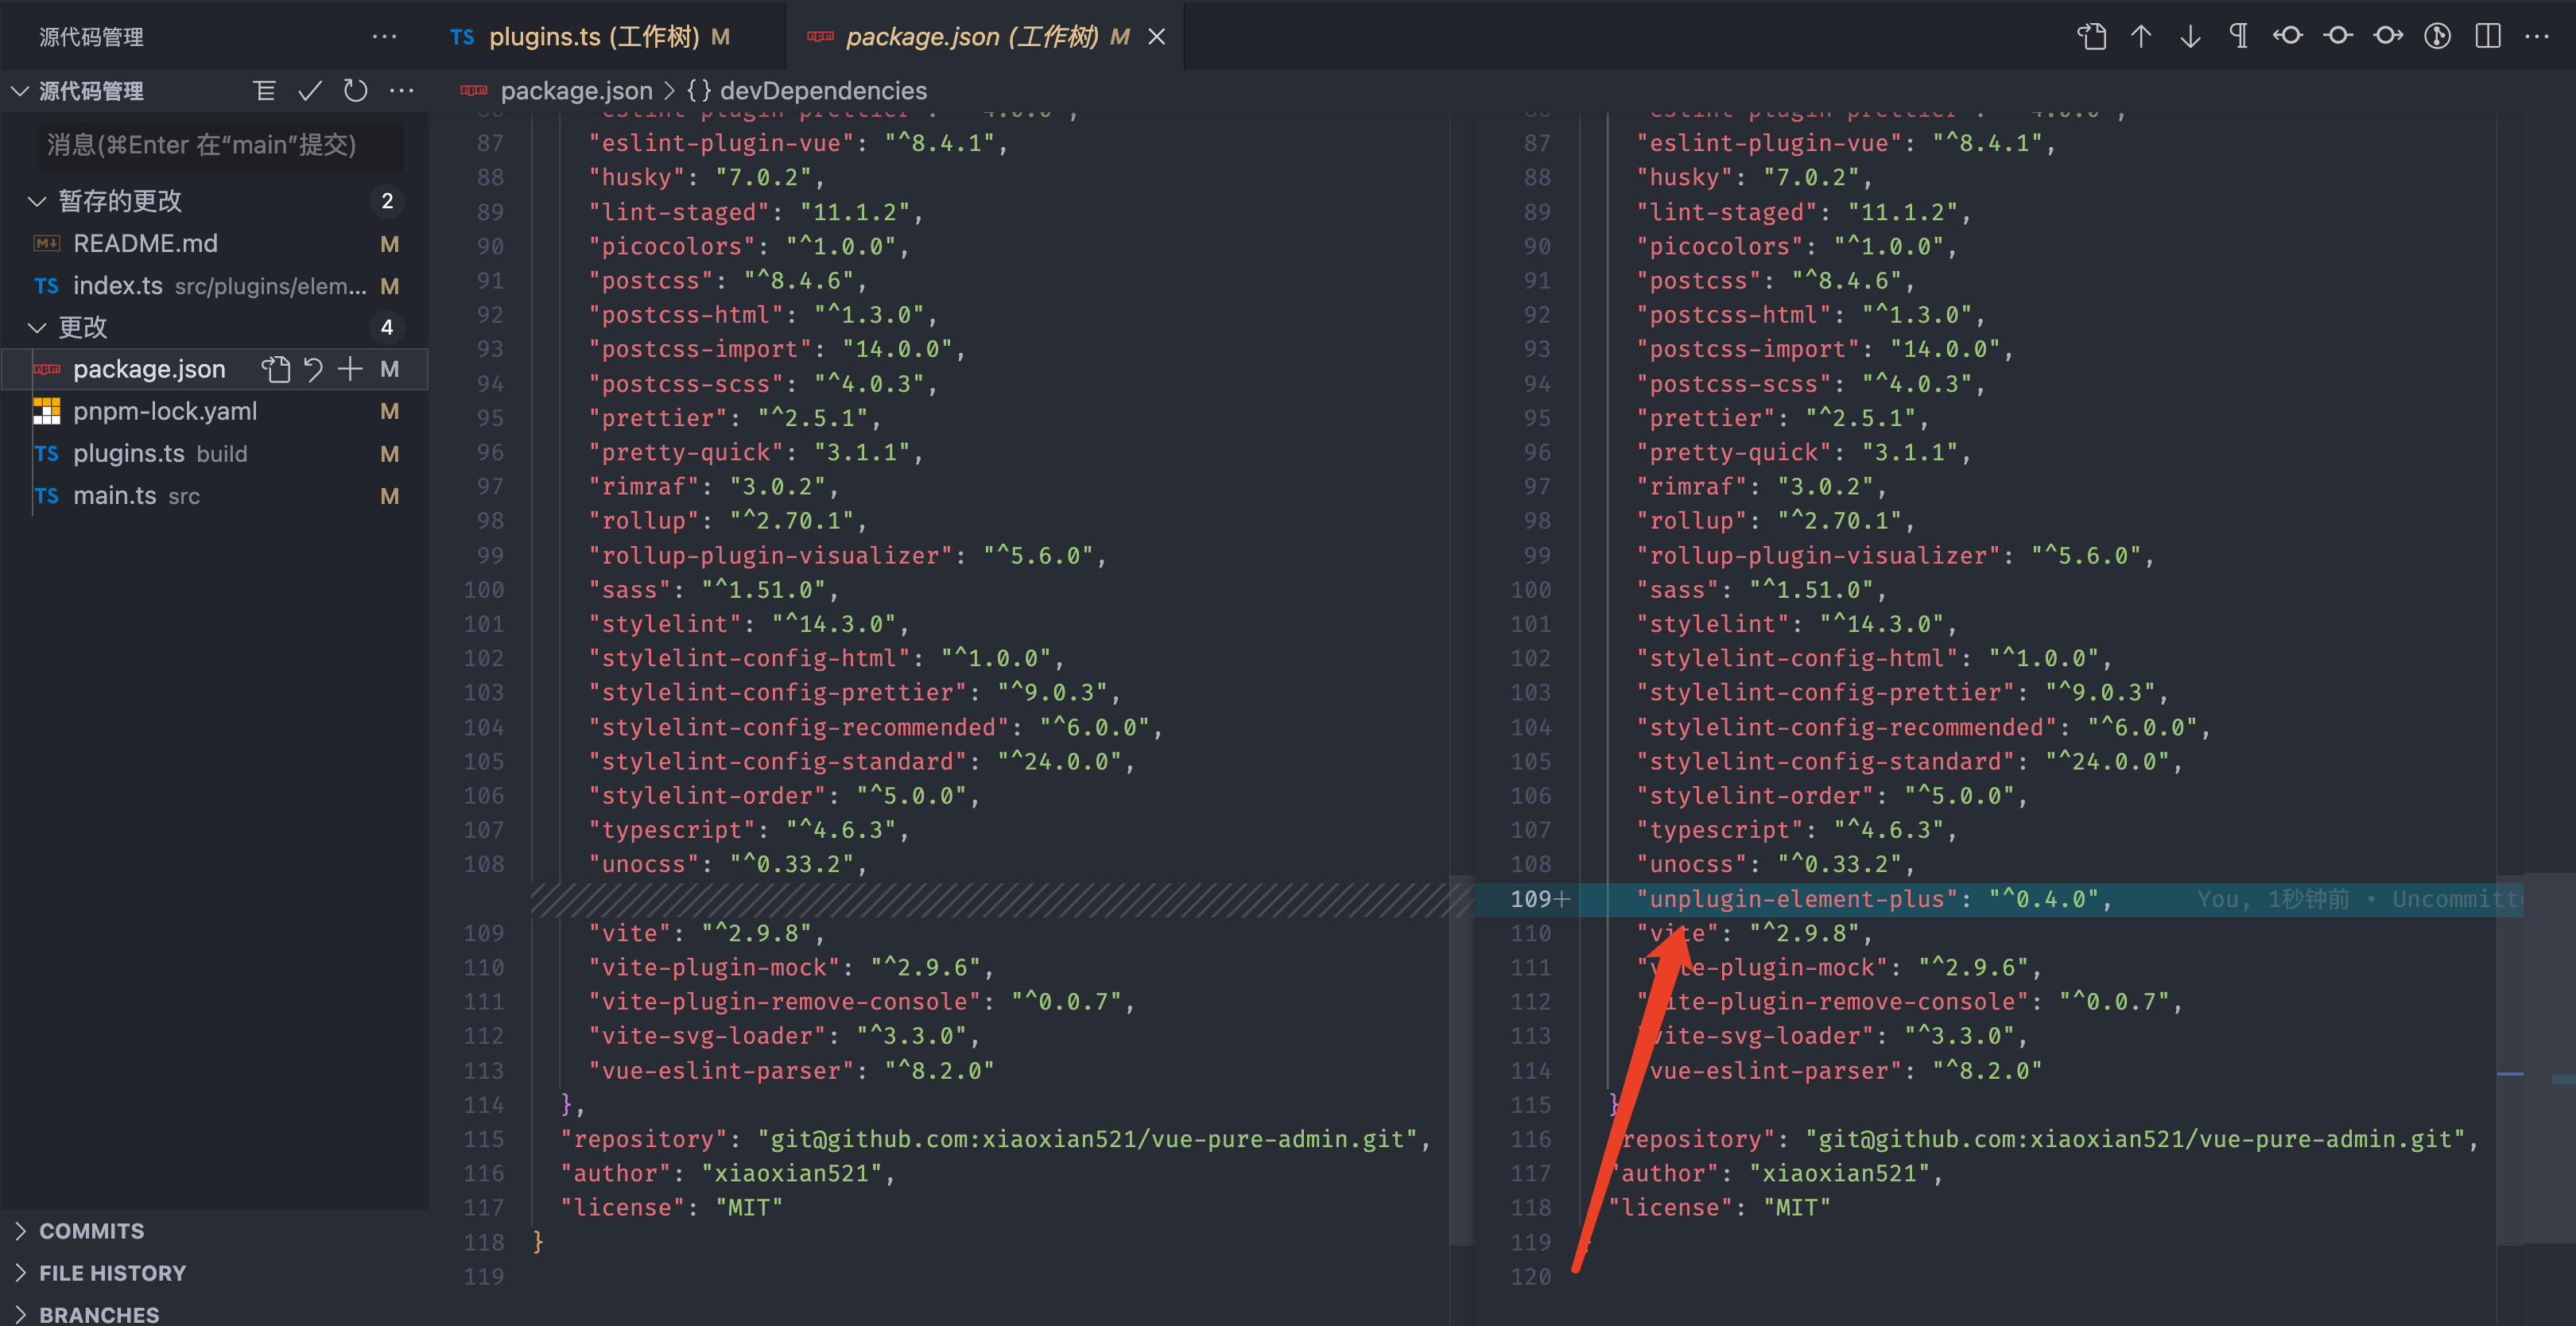 源代码管理
TS plugins.ts (工作树) M
package.json (工作树) M
源代码管理
package.json > {} devDependencies
消息(⌘Enter 在“main”提交)
暂存的更改 2
README.md M
TS index.ts src/plugins/elem... M
更改 4
package.json M
pnpm-lock.yaml M
TS plugins.ts build M
TS main.ts src M
COMMITS
FILE HISTORY
BRANCHES
87 "eslint-plugin-vue": "^8.4.1",
88 "husky": "7.0.2",
89 "lint-staged": "11.1.2",
90 "picocolors": "^1.0.0",
91 "postcss": "^8.4.6",
92 "postcss-html": "^1.3.0",
93 "postcss-import": "14.0.0",
94 "postcss-scss": "^4.0.3",
95 "prettier": "^2.5.1",
96 "pretty-quick": "3.1.1",
97 "rimraf": "3.0.2",
98 "rollup": "^2.70.1",
99 "rollup-plugin-visualizer": "^5.6.0",
100 "sass": "^1.51.0",
101 "stylelint": "^14.3.0",
102 "stylelint-config-html": "^1.0.0",
103 "stylelint-config-prettier": "^9.0.3",
104 "stylelint-config-recommended": "^6.0.0",
105 "stylelint-config-standard": "^24.0.0",
106 "stylelint-order": "^5.0.0",
107 "typescript": "^4.6.3",
108 "unocss": "^0.33.2",
109 "vite": "^2.9.8",
110 "vite-plugin-mock": "^2.9.6",
111 "vite-plugin-remove-console": "^0.0.7",
112 "vite-svg-loader": "^3.3.0",
113 "vue-eslint-parser": "^8.2.0"
114 },
115 "repository": "git@github.com:xiaoxian521/vue-pure-admin.git",
116 "author": "xiaoxian521",
117 "license": "MIT"
118 }
119
87 "eslint-plugin-vue": "^8.4.1",
88 "husky": "7.0.2",
89 "lint-staged": "11.1.2",
90 "picocolors": "^1.0.0",
91 "postcss": "^8.4.6",
92 "postcss-html": "^1.3.0",
93 "postcss-import": "14.0.0",
94 "postcss-scss": "^4.0.3",
95 "prettier": "^2.5.1",
96 "pretty-quick": "3.1.1",
97 "rimraf": "3.0.2",
98 "rollup": "^2.70.1",
99 "rollup-plugin-visualizer": "^5.6.0",
100 "sass": "^1.51.0",
101 "stylelint": "^14.3.0",
102 "stylelint-config-html": "^1.0.0",
103 "stylelint-config-prettier": "^9.0.3",
104 "stylelint-config-recommended": "^6.0.0",
105 "stylelint-config-standard": "^24.0.0",
106 "stylelint-order": "^5.0.0",
107 "typescript": "^4.6.3",
108 "unocss": "^0.33.2",
109+ "unplugin-element-plus": "^0.4.0", You, 1秒钟前 • Uncommitt
110 "vite": "^2.9.8",
111 "vite-plugin-mock": "^2.9.6",
112 "vite-plugin-remove-console": "^0.0.7",
113 "vite-svg-loader": "^3.3.0",
114 "vue-eslint-parser": "^8.2.0"
115 }
116 "repository": "git@github.com:xiaoxian521/vue-pure-admin.git",
117 "author": "xiaoxian521",
118 "license": "MIT"
119 }
120